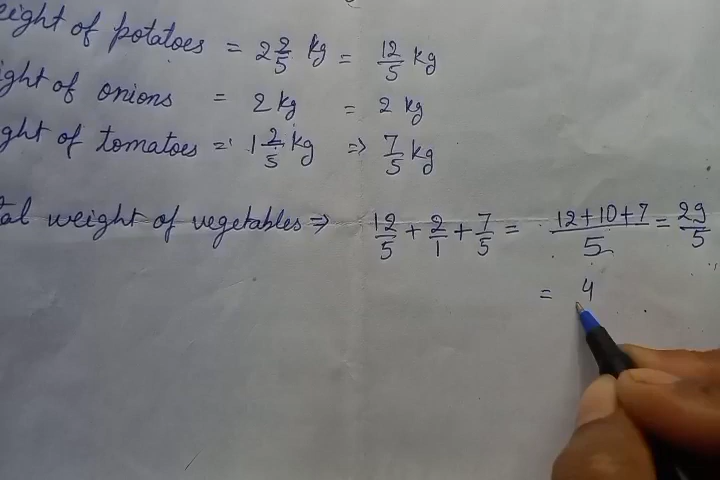 eight of potatoes = 2 2/5 kg = 12/5 kg
ight of onions = 2 kg = 2 kg
ght of tomatoes = 1 2/5 kg => 7/5 kg
al weight of vegetables => 12/5 + 2/1 + 7/5 = 12+10+7/5 = 29/5
= 4